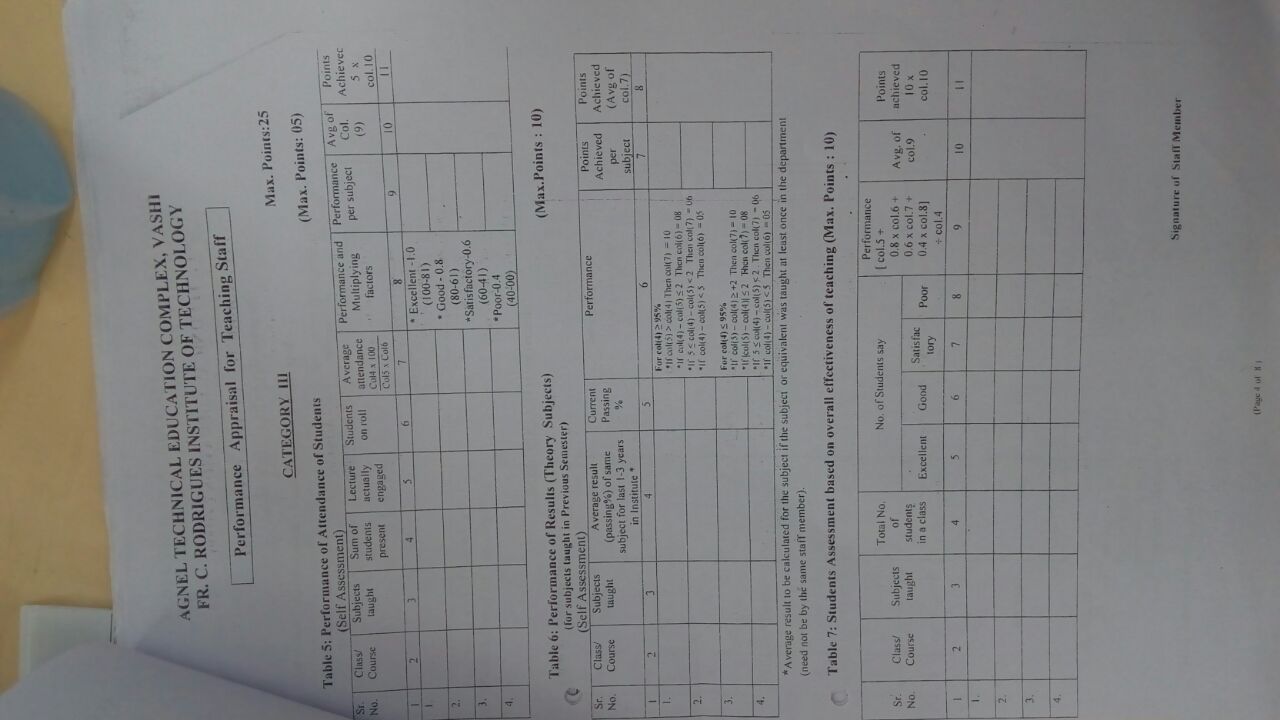 AGNEL TECHNICAL EDUCATION COMPLEX, VASHI
FR. C. RODRIGUES INSTITUTE OF TECHNOLOGY
Performance Appraisal for Teaching Staff
Max. Points:25
CATEGORY III
(Max. Points: 05)
Table 5: Performance of Attendance of Students
(Self Assessment)
Sr. No. Class/ Course Subjects taught Sum of students present Lecture actually engaged Students on roll Average attendance Col4 x 100 Col5 x Col6 Performance and Multiplying factors Performance per subject Avg of Col. (9) Points Achievec 5 x col.10
1 2 3 4 5 6 7 8 9 10 11
1.
2.
3.
4.
* Excellent -1.0
(100-81)
* Good - 0.8
(80-61)
*Satisfactory-0.6
(60-41)
*Poor-0.4
(40-00)
Table 6: Performance of Results (Theory Subjects)
(Max.Points : 10)
(for subjects taught in Previous Semester)
(Self Assessment)
Sr. No. Class/ Course Subjects taught Average result (passing%) of same subject for last 1-3 years in Institute * Current Passing % Performance Points Achieved per subject Points Achieved (Avg of col.7)
1 2 3 4 5 6 7 8
1.
2.
3.
4.
For col(4) ≥ 95%
*If col(5) > col(4) Then col(7) = 10
*If col(4) – col(5) ≤ 2 Then col(6) = 08
*If 5 ≤ col(4) – col(5) < 2 Then col(7) = 06
*If col(4) – col(5) < 5 Then col(6) = 05
For col(4) ≤ 95%
*If col(5) – col(4) ≥ +2 Then col(7) = 10
*If |col(5) – col(4)| ≤ 2 Then col(7) = 08
*If 5 ≤ col(4) – col(5) < 2 . Then col(7) = 06
*If col(4) – col(5) < 5 Then col(6) = 05
*Average result to be calculated for the subject if the subject or equivalent was taught at least once in the department
(need not be by the same staff member).
Table 7: Students Assessment based on overall effectiveness of teaching (Max. Points : 10)
Sr. No. Class/ Course Subjects taught Total No. of students in a class No. of Students say Excellent Good Satisfac tory Poor Performance [ col.5 + 0.8 x col.6 + 0.6 x col.7 + 0.4 x col.8] ÷ col.4 Avg. of col.9 Points achieved 10 x col.10
1 2 3 4 5 6 7 8 9 10 11
1.
2.
3.
4.
Signature of Staff Member
(Page 4 of 8 )